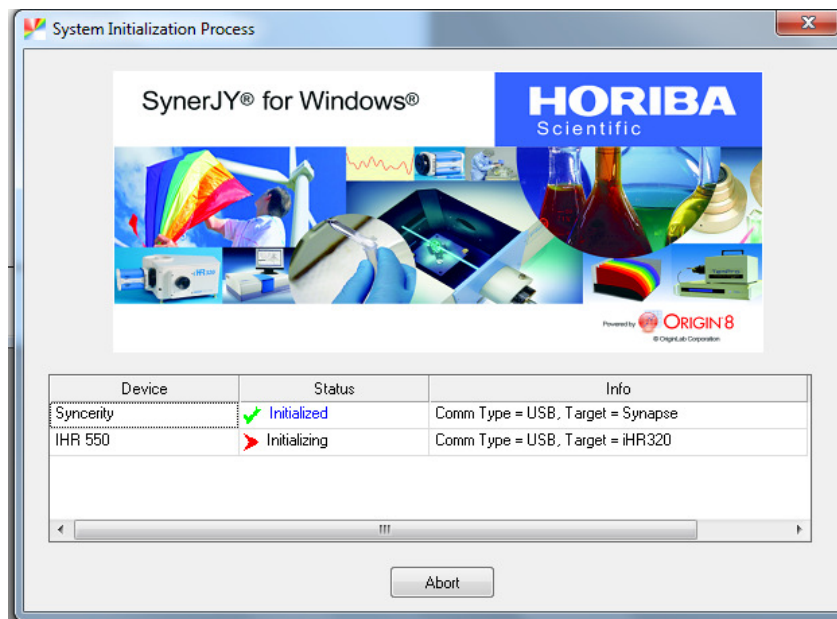 System Initialization Process
SynerJY® for Windows®
HORIBA
Scientific
iHR 320
Powered by ORIGIN 8
© OriginLab Corporation
Device Status Info
Syncerity Initialized Comm Type = USB, Target = Synapse
IHR 550 Initializing Comm Type = USB, Target = iHR320
Abort